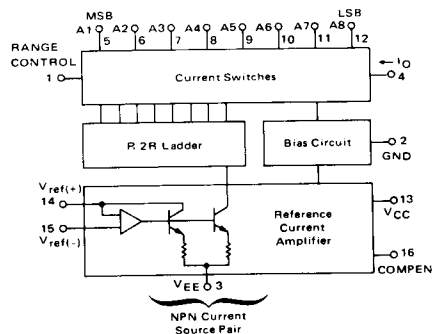 MSB
LSB
A1 A2 A3 A4 A5 A6 A7 A8
5 6 7 8 9 10 11 12
RANGE
CONTROL
1
Current Switches
IO
4
R 2R Ladder
Bias Circuit
2
GND
Vref(+)
14
15
Vref(-)
Reference
Current
Amplifier
13
VCC
16
COMPEN
VEE 3
NPN Current
Source Pair